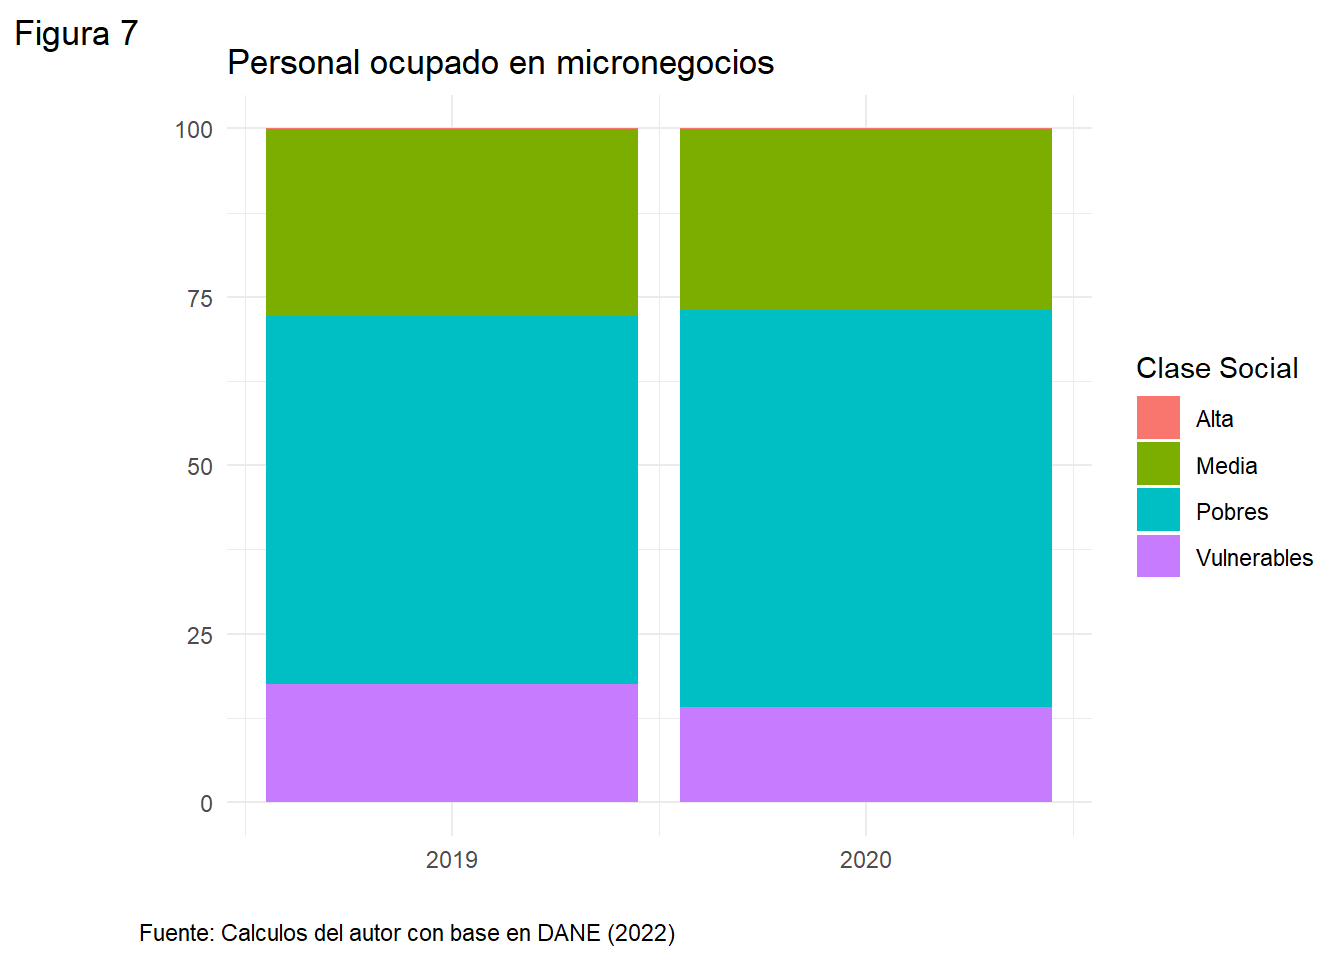 Figura 7
Personal ocupado en micronegocios
100
75
50
25
0
2019
2020
Clase Social
Alta
Media
Pobres
Vulnerables
Fuente: Calculos del autor con base en DANE (2022)